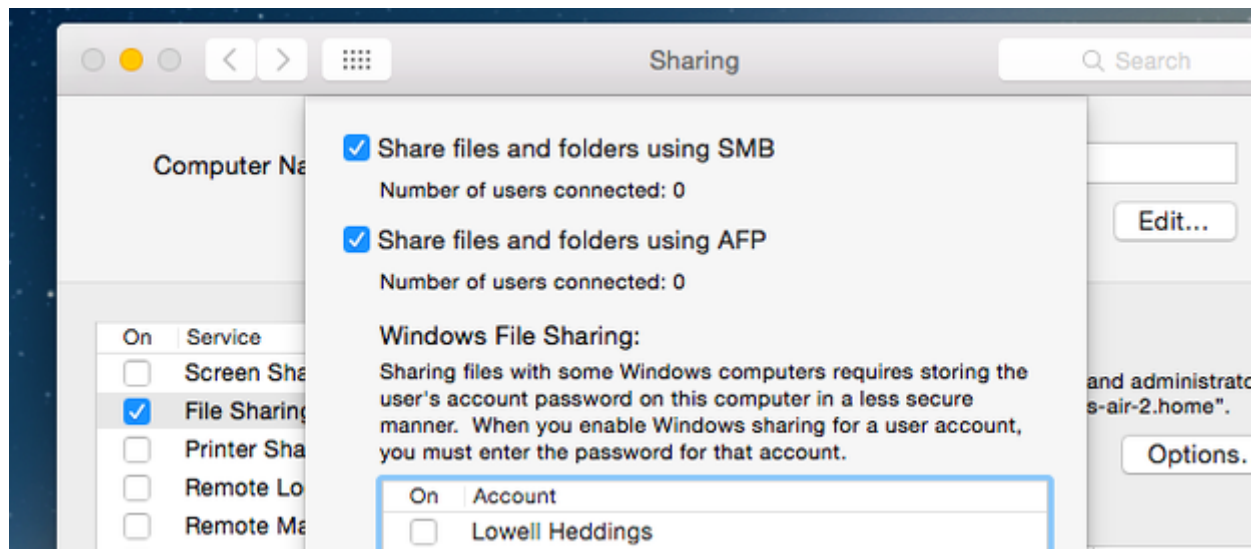 Sharing
Search
Computer Na
Share files and folders using SMB
Number of users connected: 0
Edit...
Share files and folders using AFP
Number of users connected: 0
Windows File Sharing:
Sharing files with some Windows computers requires storing the
user's account password on this computer in a less secure
manner. When you enable Windows sharing for a user account,
you must enter the password for that account.
On Service
Screen Sha
File Sharing
Printer Sha
Remote Lo
Remote Ma
and administrato
s-air-2.home".
Options.
On Account
Lowell Heddings